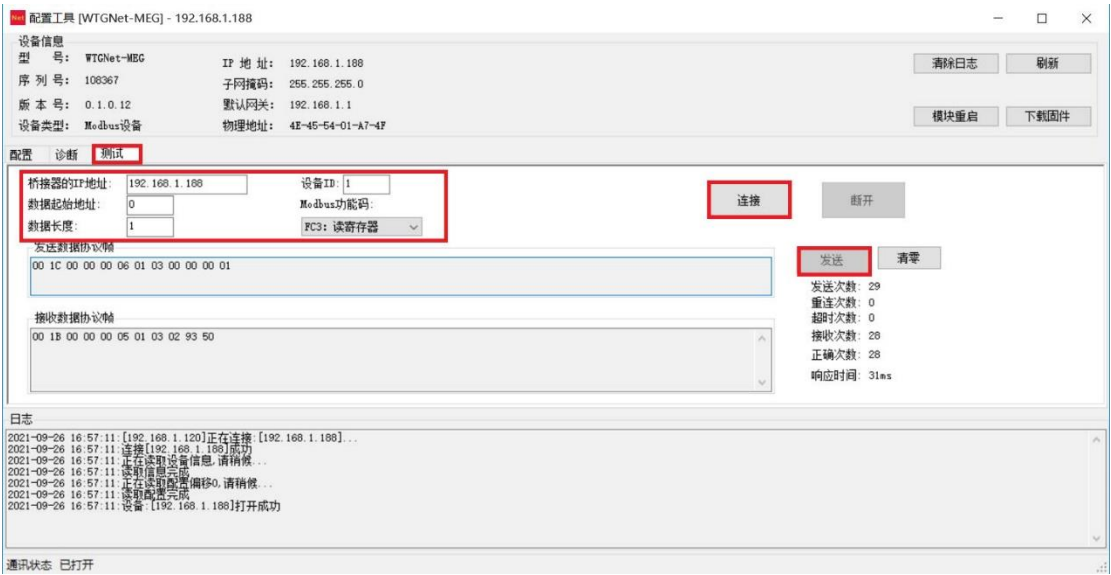 Net 配置工具 [WTGNet-MEG] - 192.168.1.188
设备信息
型 号: WTGNet-MEG IP 地 址: 192.168.1.188 清除日志 刷新
序 列 号: 108367 子网掩码: 255.255.255.0
版 本 号: 0.1.0.12 默认网关: 192.168.1.1
设备类型: Modbus设备 物理地址: 4E-45-54-01-A7-4F 模块重启 下载固件
配置 诊断 测试
桥接器的IP地址: 192.168.1.188 设备ID: 1 连接 断开
数据起始地址: 0 Modbus功能码:
数据长度: 1 FC3: 读寄存器
发送数据协议帧
00 1C 00 00 00 06 01 03 00 00 00 01
发送 清零
发送次数: 29
重连次数: 0
超时次数: 0
接收次数: 28
正确次数: 28
响应时间: 31ms
接收数据协议帧
00 1B 00 00 00 05 01 03 02 93 50
日志
2021-09-26 16:57:11:[192.168.1.120]正在连接:[192.168.1.188]...
2021-09-26 16:57:11:连接[192.168.1.188]成功
2021-09-26 16:57:11:正在读取设备信息,请稍候...
2021-09-26 16:57:11:读取信息完成
2021-09-26 16:57:11:正在读取配置偏移0,请稍候...
2021-09-26 16:57:11:读取配置完成
2021-09-26 16:57:11:设备:[192.168.1.188]打开成功
通讯状态 已打开